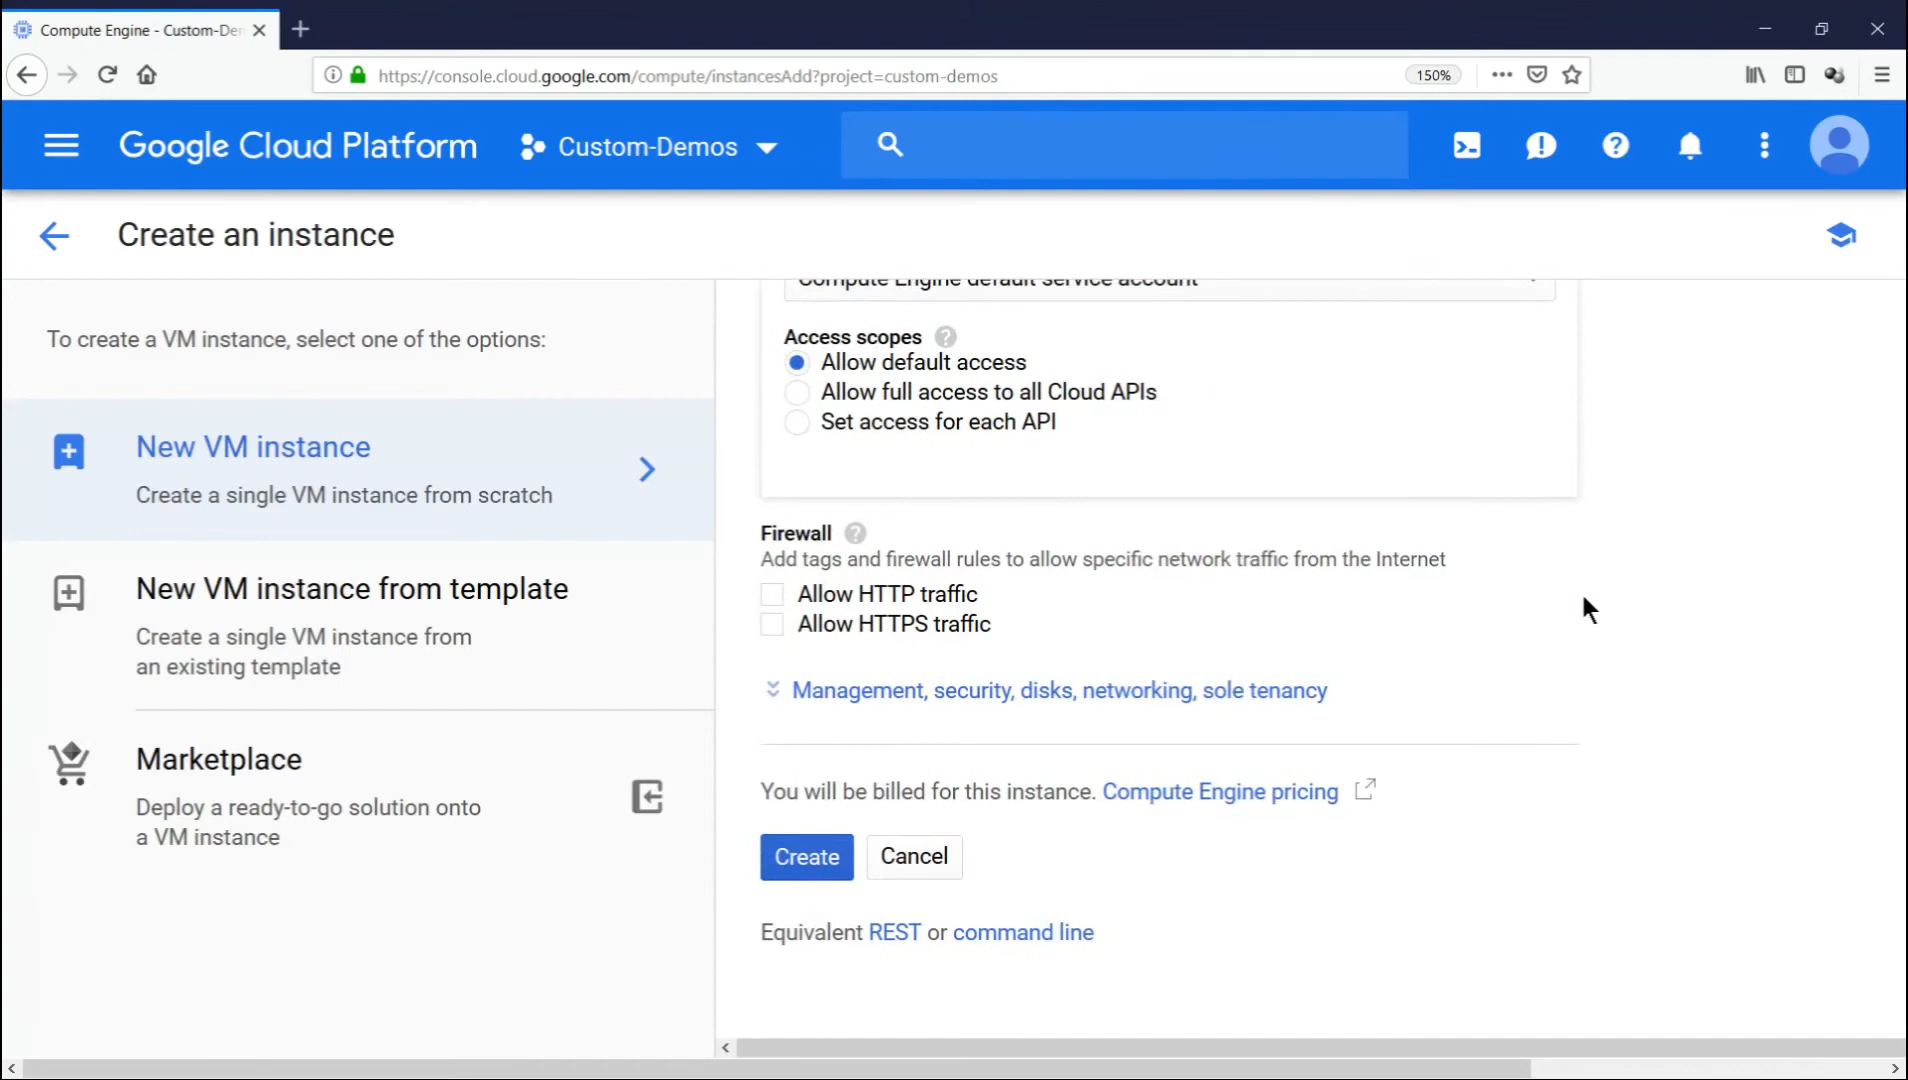 Compute Engine - Custom-Der
https://console.cloud.google.com/compute/instancesAdd?project=custom-demos
150%
Google Cloud Platform
Custom-Demos
Create an instance
To create a VM instance, select one of the options:
New VM instance
Create a single VM instance from scratch
New VM instance from template
Create a single VM instance from
an existing template
Marketplace
Deploy a ready-to-go solution onto
a VM instance
Compute Engine default service account
Access scopes
Allow default access
Allow full access to all Cloud APIs
Set access for each API
Firewall
Add tags and firewall rules to allow specific network traffic from the Internet
Allow HTTP traffic
Allow HTTPS traffic
Management, security, disks, networking, sole tenancy
You will be billed for this instance. Compute Engine pricing
Create Cancel
Equivalent REST or command line